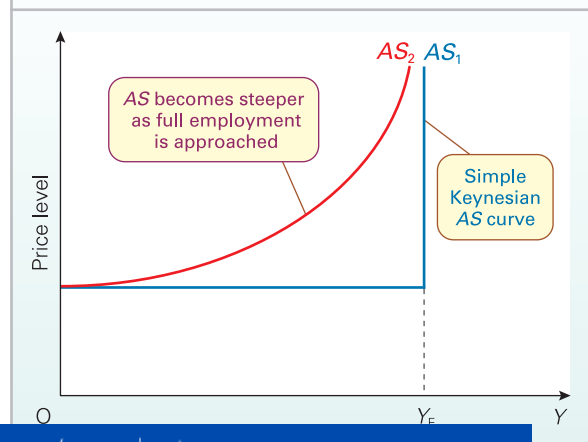 AS₂ AS₁
AS becomes steeper
as full employment
is approached
Simple
Keynesian
AS curve
Price level
O
Y